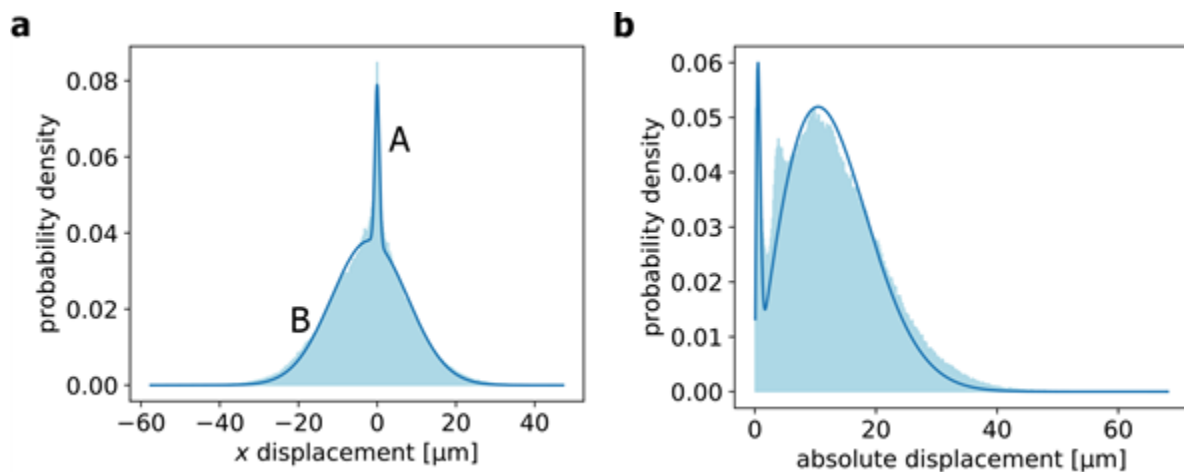 a
probability density
0.08
0.06
0.04
0.02
0.00
A
B
−60 −40 −20 0 20 40
x displacement [µm]
b
probability density
0.06
0.05
0.04
0.03
0.02
0.01
0.00
0 20 40 60
absolute displacement [µm]